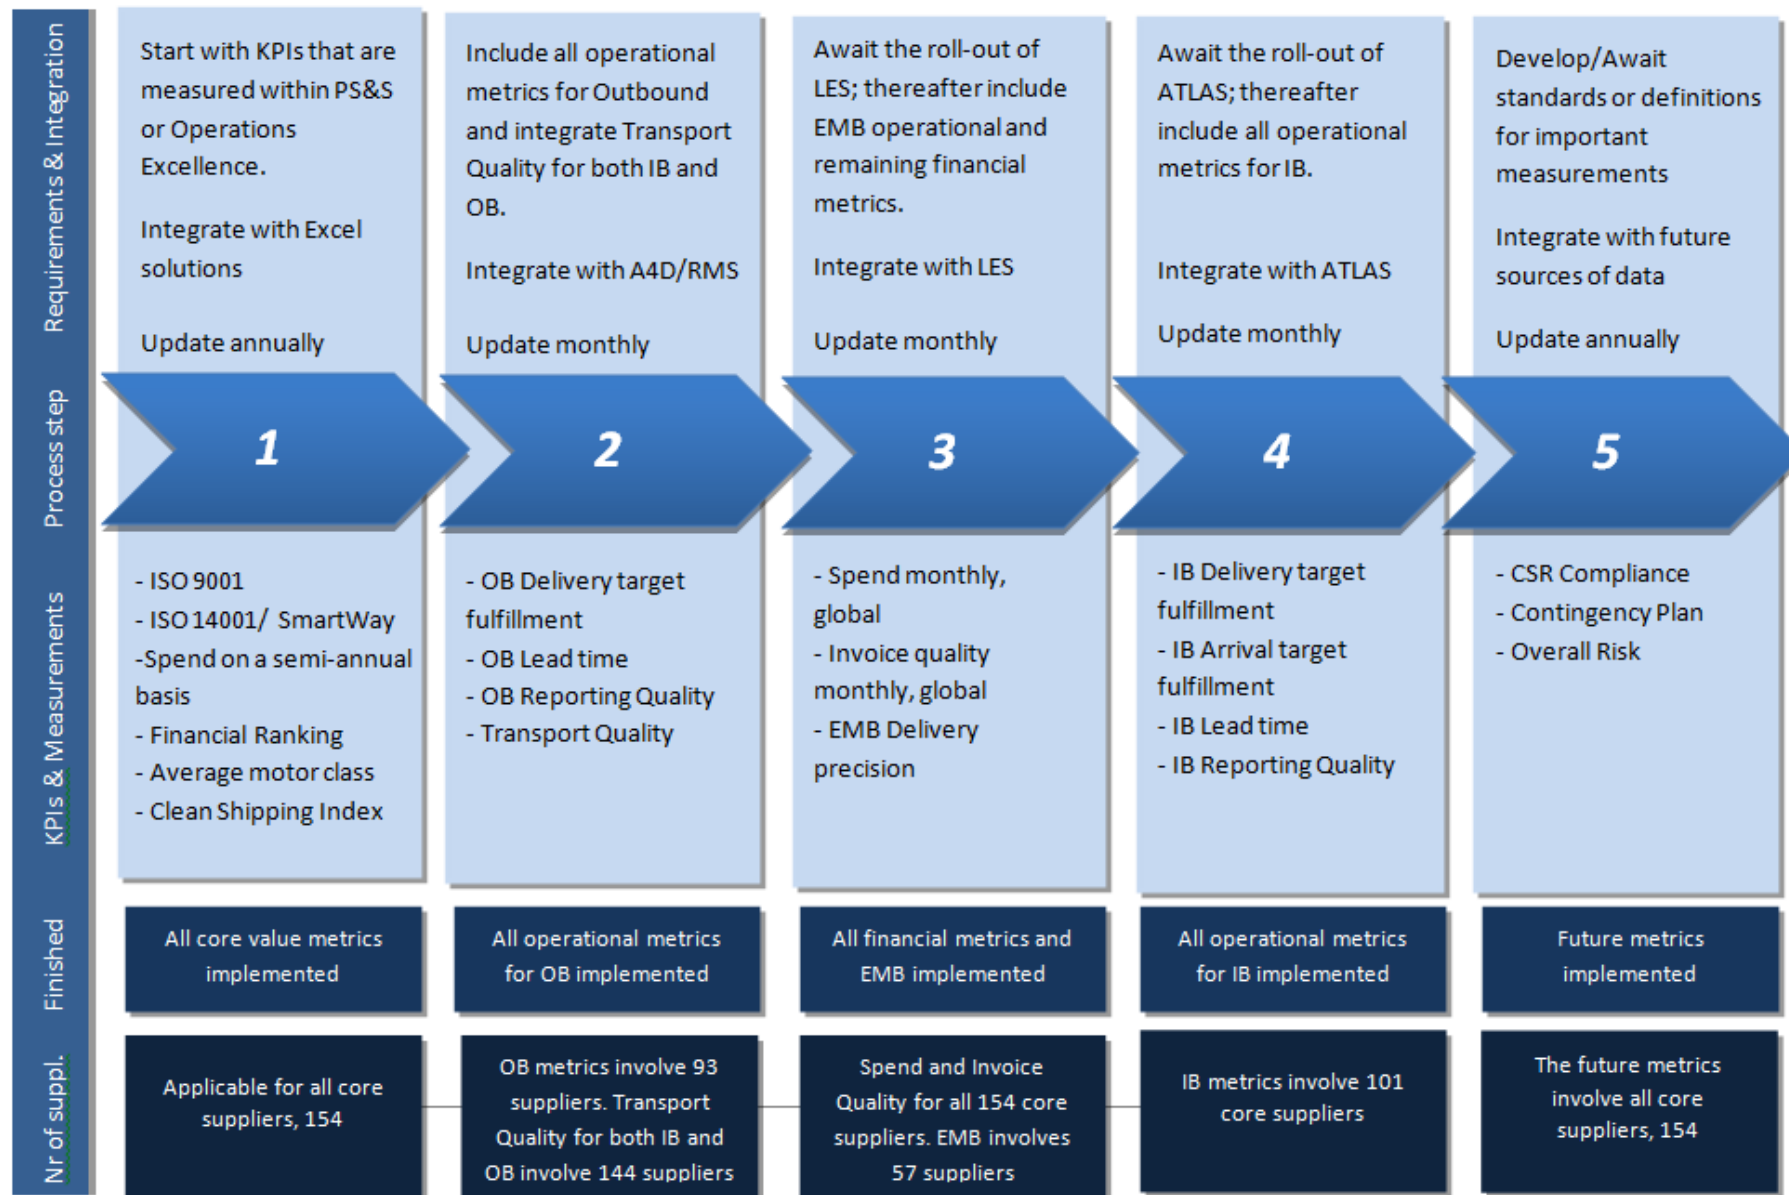 Requirements & Integration
Start with KPIs that are
measured within PS&S
or Operations
Excellence.
Integrate with Excel
solutions
Update annually
Include all operational
metrics for Outbound
and integrate Transport
Quality for both IB and
OB.
Integrate with A4D/RMS
Update monthly
Await the roll-out of
LES; thereafter include
EMB operational and
remaining financial
metrics.
Integrate with LES
Update monthly
Await the roll-out of
ATLAS; thereafter
include all operational
metrics for IB.
Integrate with ATLAS
Update monthly
Develop/Await
standards or definitions
for important
measurements
Integrate with future
sources of data
Update annually
Process step
1
2
3
4
5
KPIs & Measurements
- ISO 9001
- ISO 14001/ SmartWay
-Spend on a semi-annual
basis
- Financial Ranking
- Average motor class
- Clean Shipping Index
- OB Delivery target
fulfillment
- OB Lead time
- OB Reporting Quality
- Transport Quality
- Spend monthly,
global
- Invoice quality
monthly, global
- EMB Delivery
precision
- IB Delivery target
fulfillment
- IB Arrival target
fulfillment
- IB Lead time
- IB Reporting Quality
- CSR Compliance
- Contingency Plan
- Overall Risk
Finished
All core value metrics
implemented
All operational metrics
for OB implemented
All financial metrics and
EMB implemented
All operational metrics
for IB implemented
Future metrics
implemented
Nr of suppl.
Applicable for all core
suppliers, 154
OB metrics involve 93
suppliers. Transport
Quality for both IB and
OB involve 144 suppliers
Spend and Invoice
Quality for all 154 core
suppliers. EMB involves
57 suppliers
IB metrics involve 101
core suppliers
The future metrics
involve all core
suppliers, 154